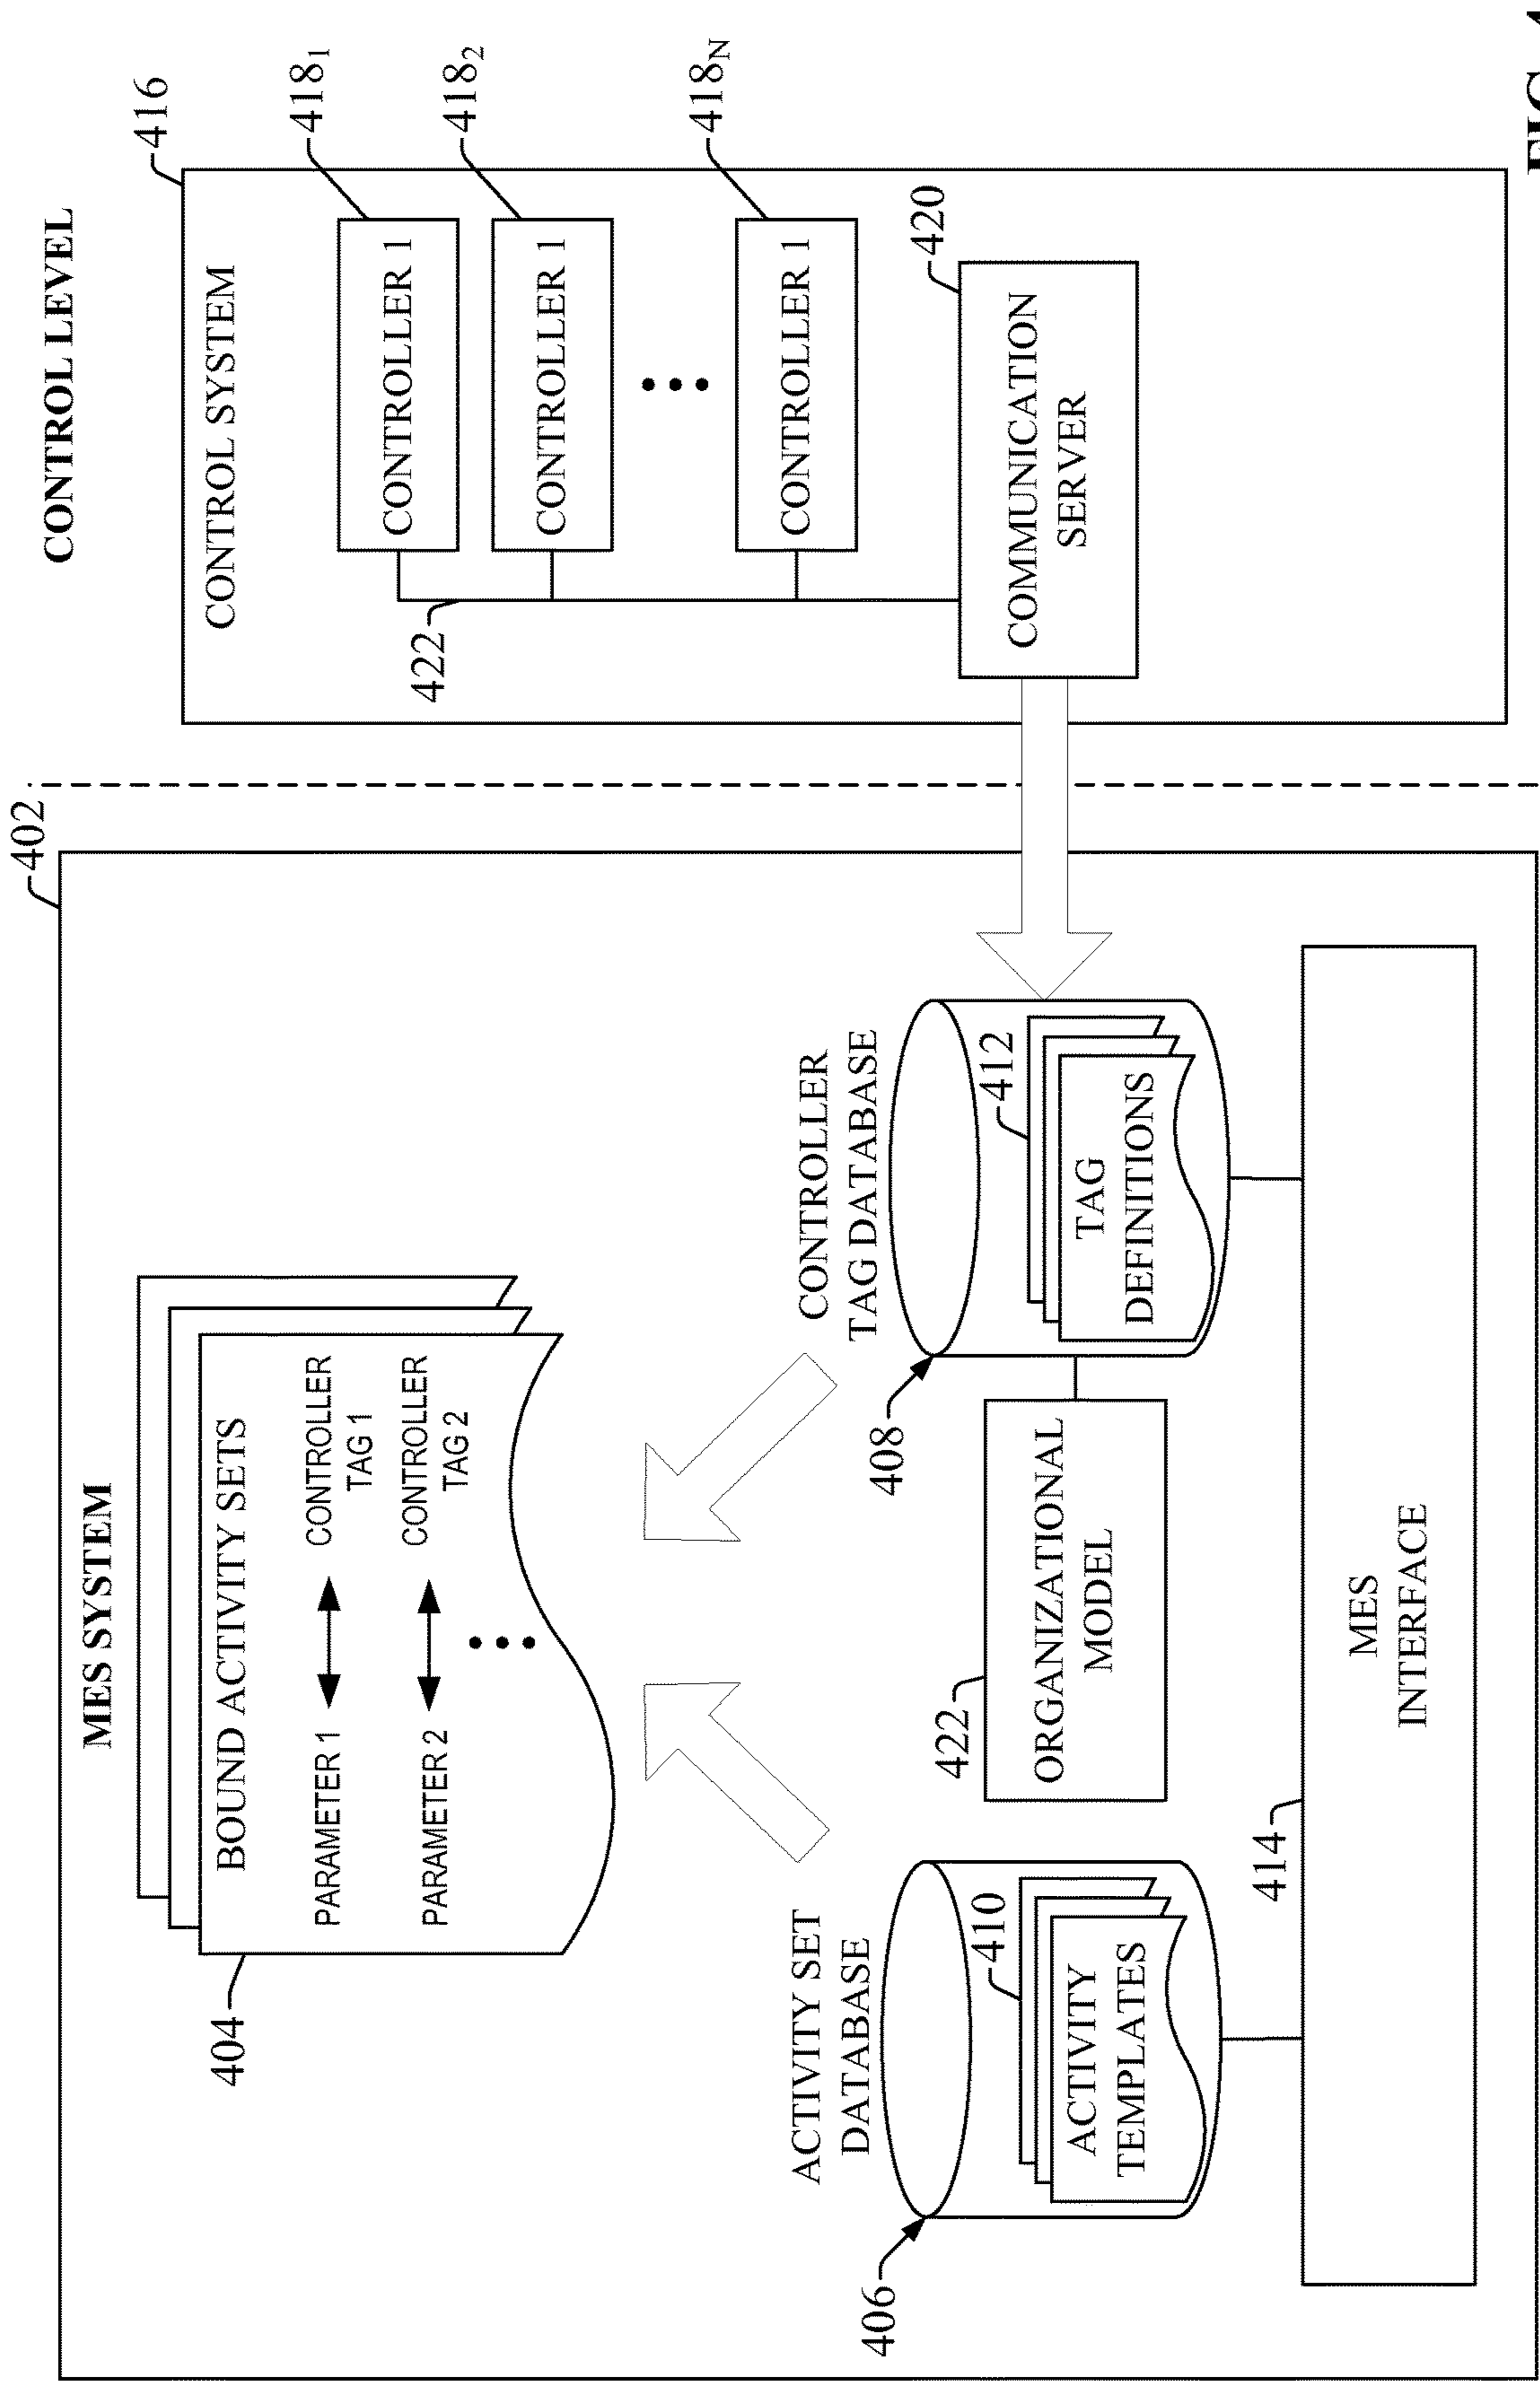 MES SYSTEM
402
404
BOUND ACTIVITY SETS
PARAMETER 1
CONTROLLER
TAG 1
PARAMETER 2
CONTROLLER
TAG 2
ACTIVITY SET
DATABASE
406
410
ACTIVITY
TEMPLATES
422
ORGANIZATIONAL
MODEL
CONTROLLER
TAG DATABASE
408
412
TAG
DEFINITIONS
414
MES
INTERFACE
CONTROL LEVEL
416
CONTROL SYSTEM
CONTROLLER 1
418₁
CONTROLLER 1
418₂
CONTROLLER 1
418N
422
COMMUNICATION
SERVER
420